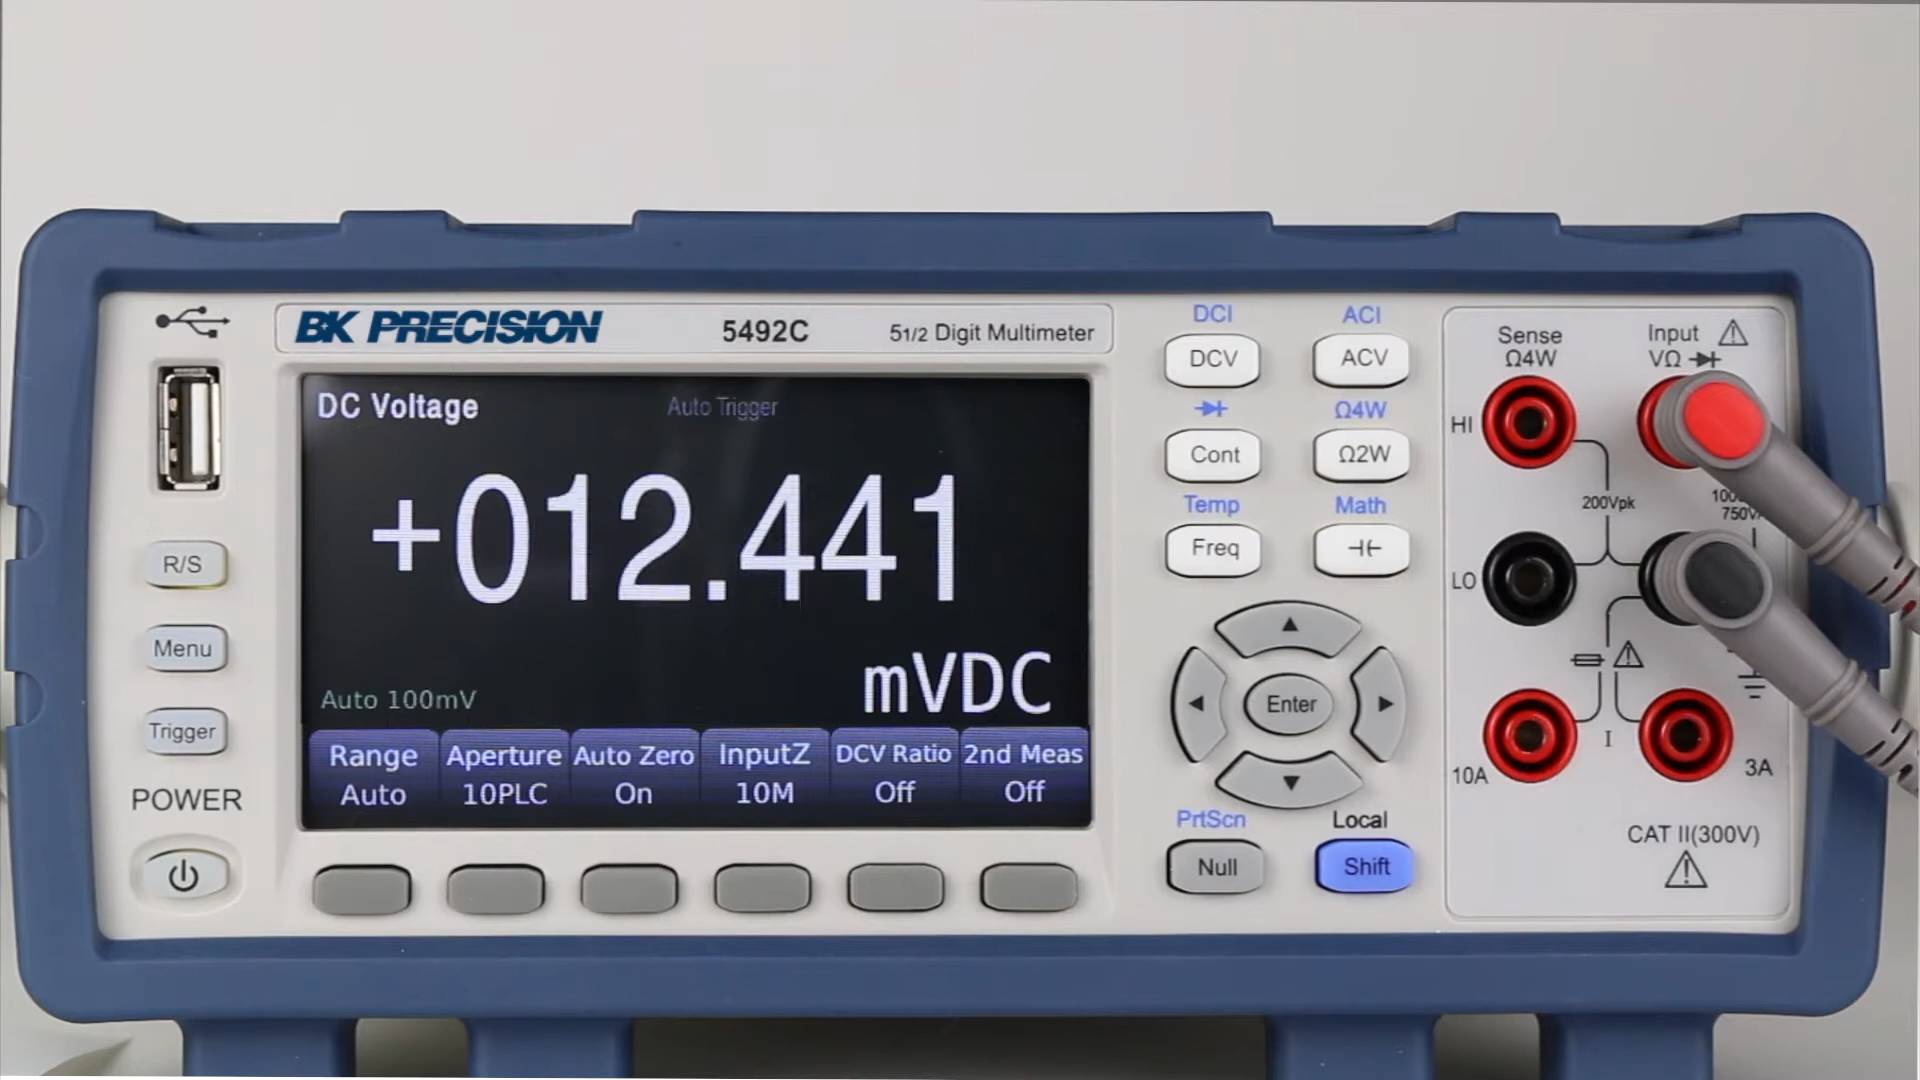 BK PRECISION 5492C 51/2 Digit Multimeter
DC Voltage Auto Trigger
+012.441
mVDC
Auto 100mV
Range Aperture Auto Zero InputZ DCV Ratio 2nd Meas
Auto 10PLC On 10M Off Off
R/S
Menu
Trigger
POWER
DCI ACI
DCV ACV
Ω4W
Cont Ω2W
Temp Math
Freq
Enter
PrtScn Local
Null Shift
Sense Input
Ω4W VΩ
HI
200Vpk
LO
I
10A 3A
CAT II(300V)